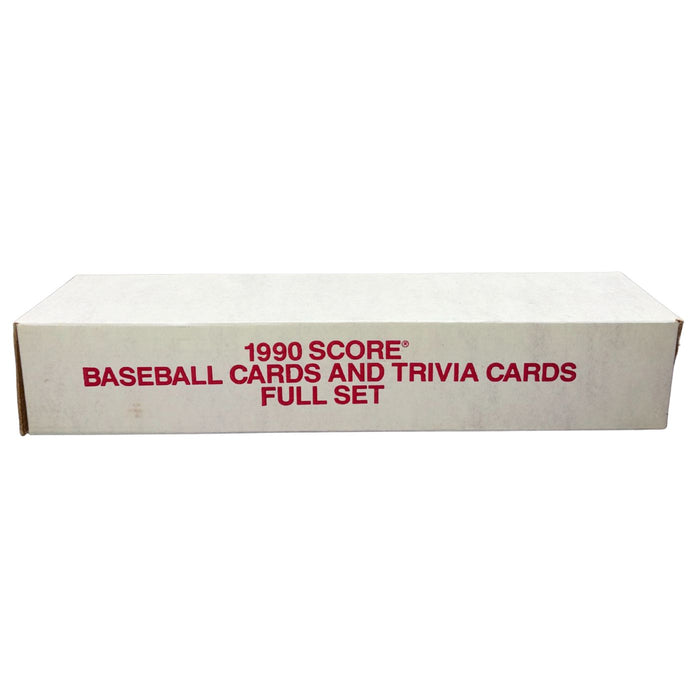 1990 SCORE®
BASEBALL CARDS AND TRIVIA CARDS
FULL SET